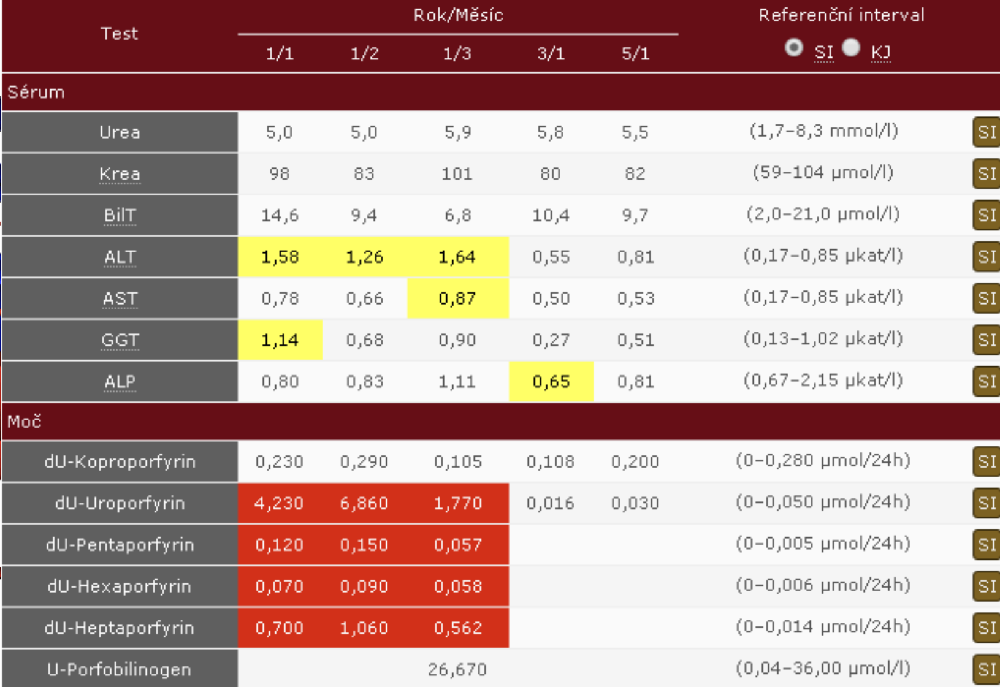 Test Rok/Měsíc Referenční interval
1/1 1/2 1/3 3/1 5/1 SI KJ
Sérum
Urea 5,0 5,0 5,9 5,8 5,5 (1,7–8,3 mmol/l) SI
Krea 98 83 101 80 82 (59–104 µmol/l) SI
BilT 14,6 9,4 6,8 10,4 9,7 (2,0–21,0 µmol/l) SI
ALT 1,58 1,26 1,64 0,55 0,81 (0,17–0,85 µkat/l) SI
AST 0,78 0,66 0,87 0,50 0,53 (0,17–0,85 µkat/l) SI
GGT 1,14 0,68 0,90 0,27 0,51 (0,13–1,02 µkat/l) SI
ALP 0,80 0,83 1,11 0,65 0,81 (0,67–2,15 µkat/l) SI
Moč
dU-Koproporfyrin 0,230 0,290 0,105 0,108 0,200 (0–0,280 µmol/24h) SI
dU-Uroporfyrin 4,230 6,860 1,770 0,016 0,030 (0–0,050 µmol/24h) SI
dU-Pentaporfyrin 0,120 0,150 0,057 (0–0,005 µmol/24h) SI
dU-Hexaporfyrin 0,070 0,090 0,058 (0–0,006 µmol/24h) SI
dU-Heptaporfyrin 0,700 1,060 0,562 (0–0,014 µmol/24h) SI
U-Porfobilinogen 26,670 (0,04–36,00 µmol/l) SI